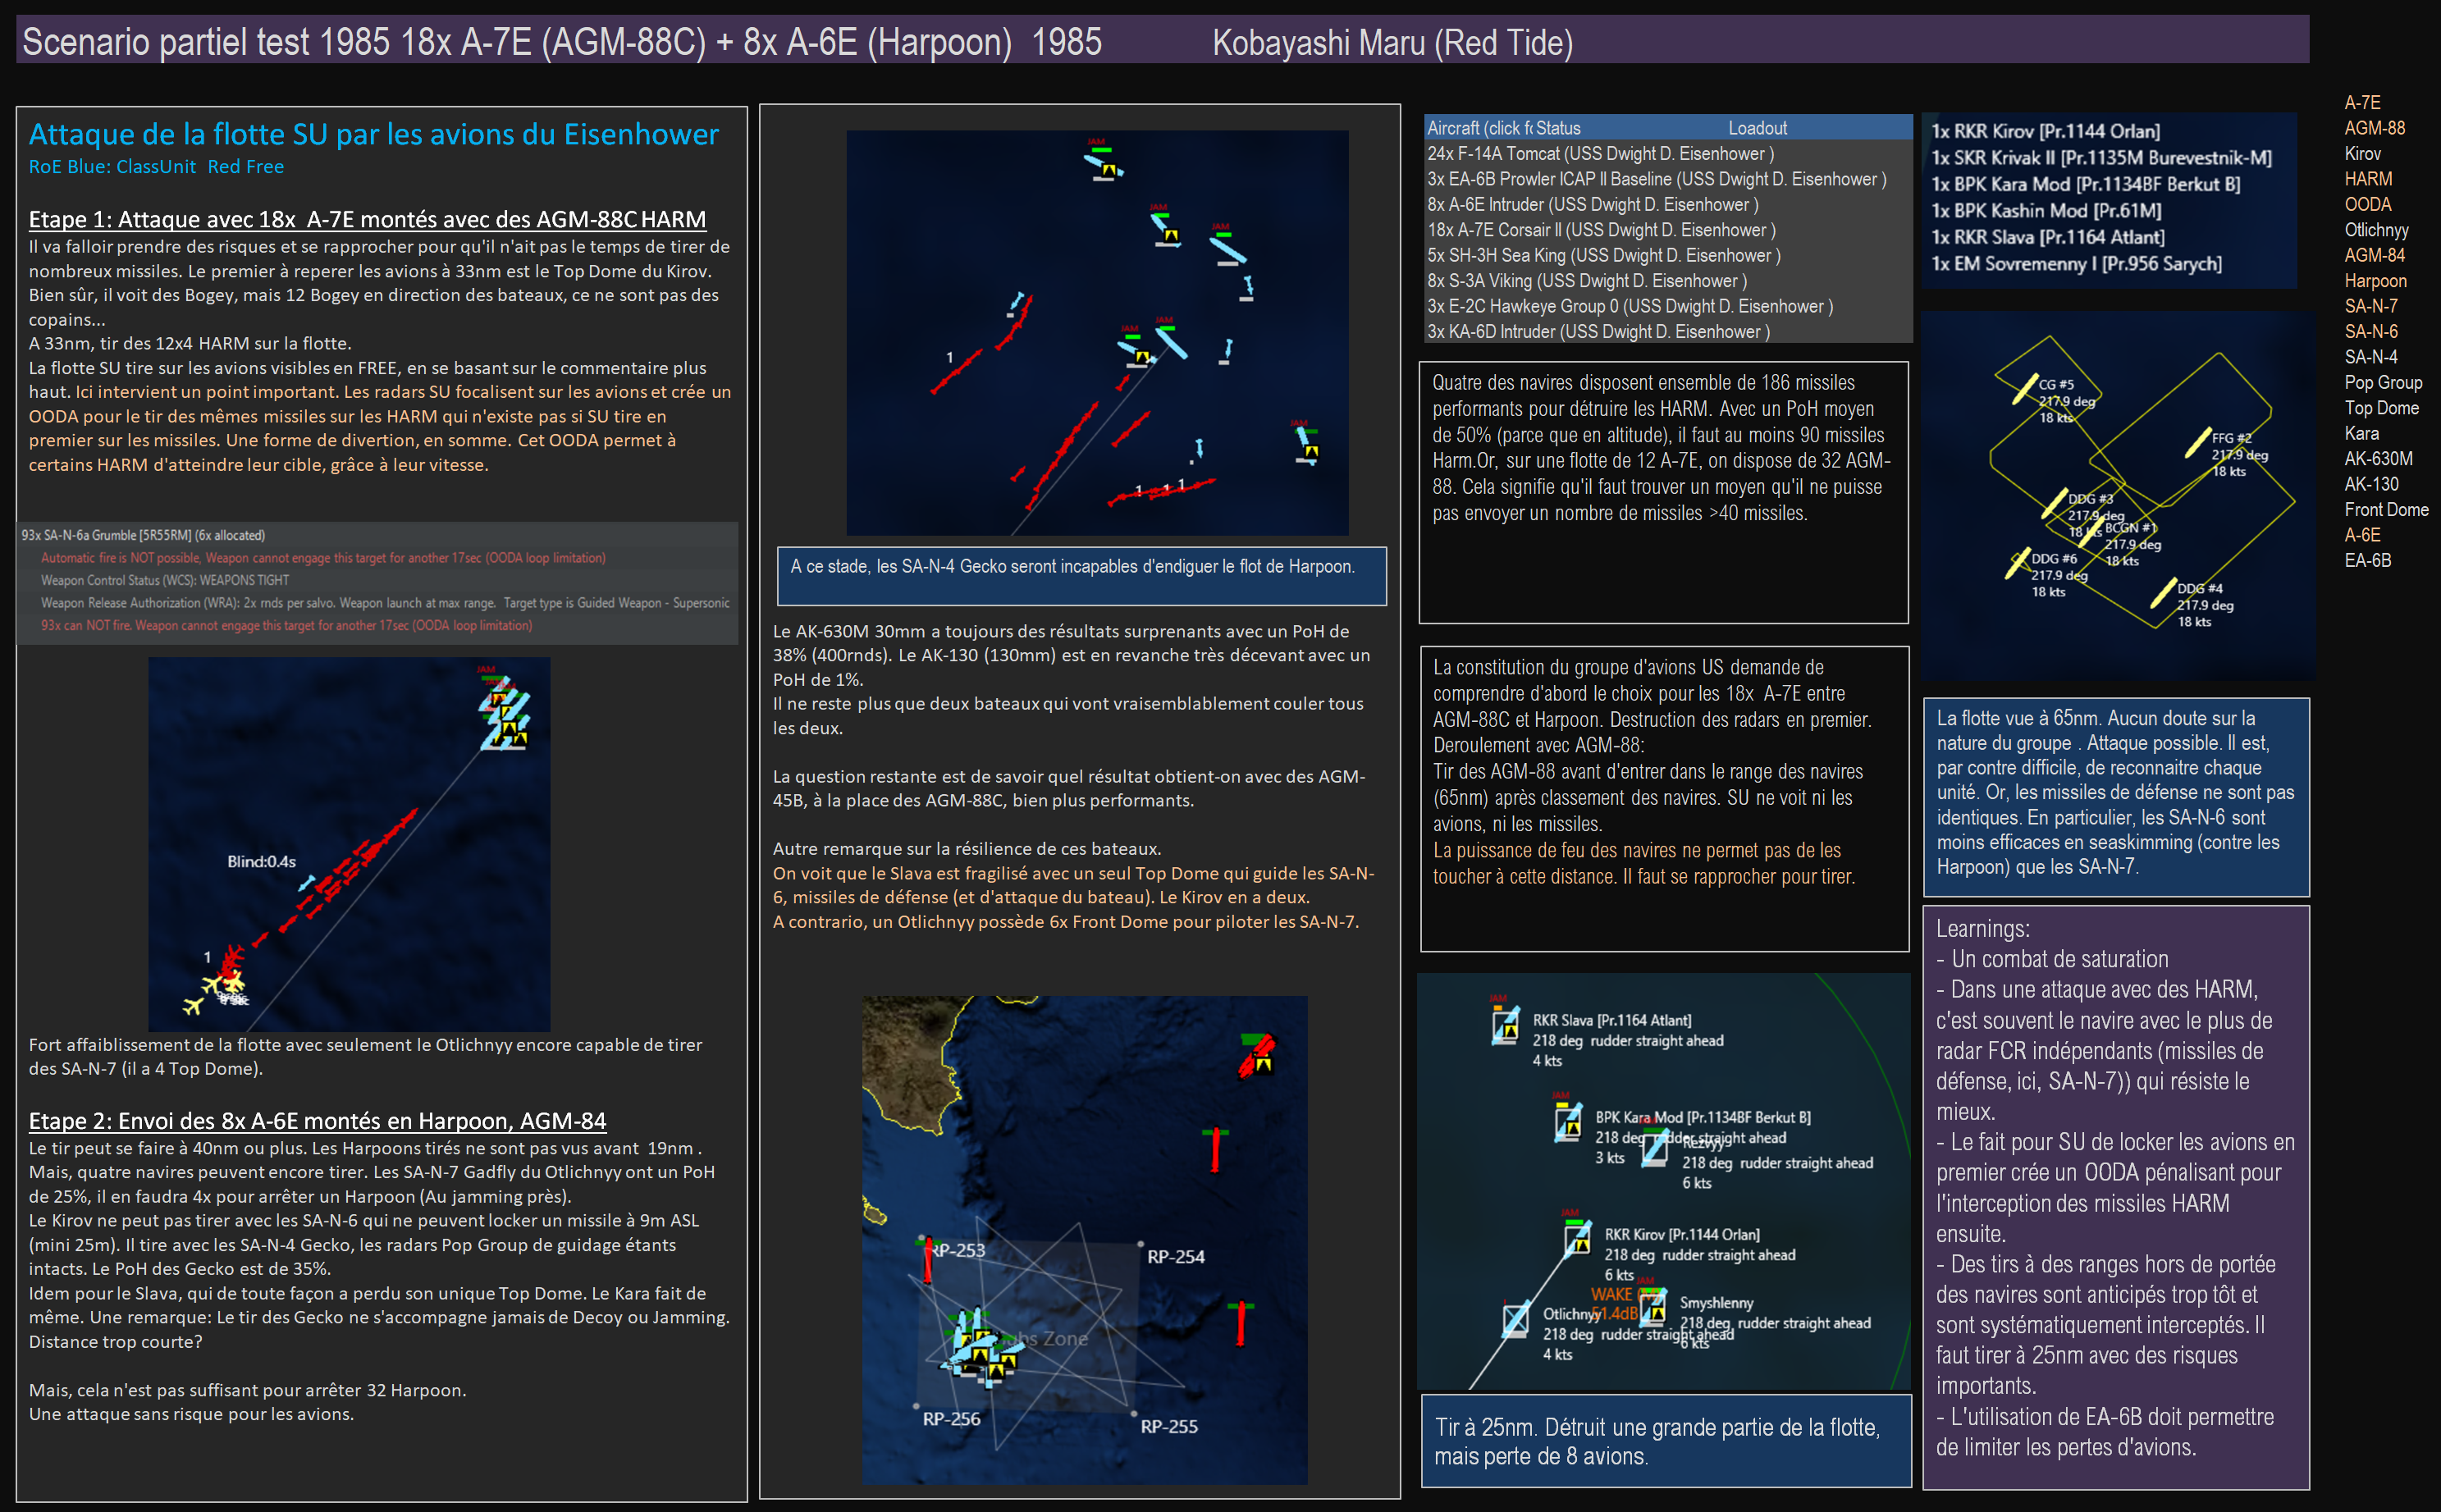 Scenario partiel test 1985 18x A-7E (AGM-88C) + 8x A-6E (Harpoon)  1985
Kobayashi Maru (Red Tide)
Attaque de la flotte SU par les avions du Eisenhower
RoE Blue: ClassUnit  Red Free
Etape 1: Attaque avec 18x  A-7E montés avec des AGM-88C HARM
Il va falloir prendre des risques et se rapprocher pour qu'il n'ait pas le temps de tirer de
nombreux missiles. Le premier à reperer les avions à 33nm est le Top Dome du Kirov.
Bien sûr, il voit des Bogey, mais 12 Bogey en direction des bateaux, ce ne sont pas des
copains...
A 33nm, tir des 12x4 HARM sur la flotte.
La flotte SU tire sur les avions visibles en FREE, en se basant sur le commentaire plus
haut. Ici intervient un point important. Les radars SU focalisent sur les avions et crée un
OODA pour le tir des mêmes missiles sur les HARM qui n'existe pas si SU tire en
premier sur les missiles. Une forme de divertion, en somme. Cet OODA permet à
certains HARM d'atteindre leur cible, grâce à leur vitesse.
93x SA-N-6a Grumble [5R55RM] (6x allocated)
Automatic fire is NOT possible, Weapon cannot engage this target for another 17sec (OODA loop limitation)
Weapon Control Status (WCS): WEAPONS TIGHT
Weapon Release Authorization (WRA): 2x rnds per salvo. Weapon launch at max range.  Target type is Guided Weapon - Supersonic
93x can NOT fire. Weapon cannot engage this target for another 17sec (OODA loop limitation)
JAM
Blind:0.4s
1
Fort affaiblissement de la flotte avec seulement le Otlichnyy encore capable de tirer
des SA-N-7 (il a 4 Top Dome).
Etape 2: Envoi des 8x A-6E montés en Harpoon, AGM-84
Le tir peut se faire à 40nm ou plus. Les Harpoons tirés ne sont pas vus avant  19nm .
Mais, quatre navires peuvent encore tirer. Les SA-N-7 Gadfly du Otlichnyy ont un PoH
de 25%, il en faudra 4x pour arrêter un Harpoon (Au jamming près).
Le Kirov ne peut pas tirer avec les SA-N-6 qui ne peuvent locker un missile à 9m ASL
(mini 25m). Il tire avec les SA-N-4 Gecko, les radars Pop Group de guidage étants
intacts. Le PoH des Gecko est de 35%.
Idem pour le Slava, qui de toute façon a perdu son unique Top Dome. Le Kara fait de
même. Une remarque: Le tir des Gecko ne s'accompagne jamais de Decoy ou Jamming.
Distance trop courte?
Mais, cela n'est pas suffisant pour arrêter 32 Harpoon.
Une attaque sans risque pour les avions.
JAM
JAM
JAM
JAM
JAM
JAM
1
1 1 1
A ce stade, les SA-N-4 Gecko seront incapables d'endiguer le flot de Harpoon.
Le AK-630M 30mm a toujours des résultats surprenants avec un PoH de
38% (400rnds). Le AK-130 (130mm) est en revanche très décevant avec un
PoH de 1%.
Il ne reste plus que deux bateaux qui vont vraisemblablement couler tous
les deux.
La question restante est de savoir quel résultat obtient-on avec des AGM-
45B, à la place des AGM-88C, bien plus performants.
Autre remarque sur la résilience de ces bateaux.
On voit que le Slava est fragilisé avec un seul Top Dome qui guide les SA-N-
6, missiles de défense (et d'attaque du bateau). Le Kirov en a deux.
A contrario, un Otlichnyy possède 6x Front Dome pour piloter les SA-N-7.
RP-253
RP-254
Zone
RP-256
RP-255
Aircraft (click fo Status Loadout
24x F-14A Tomcat (USS Dwight D. Eisenhower )
3x EA-6B Prowler ICAP II Baseline (USS Dwight D. Eisenhower )
8x A-6E Intruder (USS Dwight D. Eisenhower )
18x A-7E Corsair II (USS Dwight D. Eisenhower )
5x SH-3H Sea King (USS Dwight D. Eisenhower )
8x S-3A Viking (USS Dwight D. Eisenhower )
3x E-2C Hawkeye Group 0 (USS Dwight D. Eisenhower )
3x KA-6D Intruder (USS Dwight D. Eisenhower )
Quatre des navires disposent ensemble de 186 missiles
performants pour détruire les HARM. Avec un PoH moyen
de 50% (parce que en altitude), il faut au moins 90 missiles
Harm.Or, sur une flotte de 12 A-7E, on dispose de 32 AGM-
88. Cela signifie qu'il faut trouver un moyen qu'il ne puisse
pas envoyer un nombre de missiles >40 missiles.
La constitution du groupe d'avions US demande de
comprendre d'abord le choix pour les 18x  A-7E entre
AGM-88C et Harpoon. Destruction des radars en premier.
Deroulement avec AGM-88:
Tir des AGM-88 avant d'entrer dans le range des navires
(65nm) après classement des navires. SU ne voit ni les
avions, ni les missiles.
La puissance de feu des navires ne permet pas de les
toucher à cette distance. Il faut se rapprocher pour tirer.
JAM
RKR Slava [Pr.1164 Atlant]
218 deg  rudder straight ahead
4 kts
JAM
BPK Kara Mod [Pr.1134BF Berkut B]
218 deg  rudder straight ahead
3 kts
Rezvyy
218 deg  rudder straight ahead
6 kts
JAM
RKR Kirov [Pr.1144 Orlan]
218 deg  rudder straight ahead
6 kts
JAM
WAKE
51.4dB
Smyshlenny
218 deg  rudder straight ahead
6 kts
Otlichnyy
218 deg  rudder straight ahead
4 kts
Tir à 25nm. Détruit une grande partie de la flotte,
mais perte de 8 avions.
1x RKR Kirov [Pr.1144 Orlan]
1x SKR Krivak II [Pr.1135M Burevestnik-M]
1x BPK Kara Mod [Pr.1134BF Berkut B]
1x BPK Kashin Mod [Pr.61M]
1x RKR Slava [Pr.1164 Atlant]
1x EM Sovremenny I [Pr.956 Sarych]
CG #5
217.9 deg
18 kts
FFG #2
217.9 deg
18 kts
DDG #3
217.9 deg
18 kts
BCGN #1
217.9 deg
18 kts
DDG #6
217.9 deg
18 kts
DDG #4
217.9 deg
18 kts
La flotte vue à 65nm. Aucun doute sur la
nature du groupe . Attaque possible. Il est,
par contre difficile, de reconnaitre chaque
unité. Or, les missiles de défense ne sont pas
identiques. En particulier, les SA-N-6 sont
moins efficaces en seaskimming (contre les
Harpoon) que les SA-N-7.
Learnings:
- Un combat de saturation
- Dans une attaque avec des HARM,
c'est souvent le navire avec le plus de
radar FCR indépendants (missiles de
défense, ici, SA-N-7)) qui résiste le
mieux.
- Le fait pour SU de locker les avions en
premier crée un OODA pénalisant pour
l'interception des missiles HARM
ensuite.
- Des tirs à des ranges hors de portée
des navires sont anticipés trop tôt et
sont systématiquement interceptés. Il
faut tirer à 25nm avec des risques
importants.
- L'utilisation de EA-6B doit permettre
de limiter les pertes d'avions.
A-7E
AGM-88
Kirov
HARM
OODA
Otlichnyy
AGM-84
Harpoon
SA-N-7
SA-N-6
SA-N-4
Pop Group
Top Dome
Kara
AK-630M
AK-130
Front Dome
A-6E
EA-6B